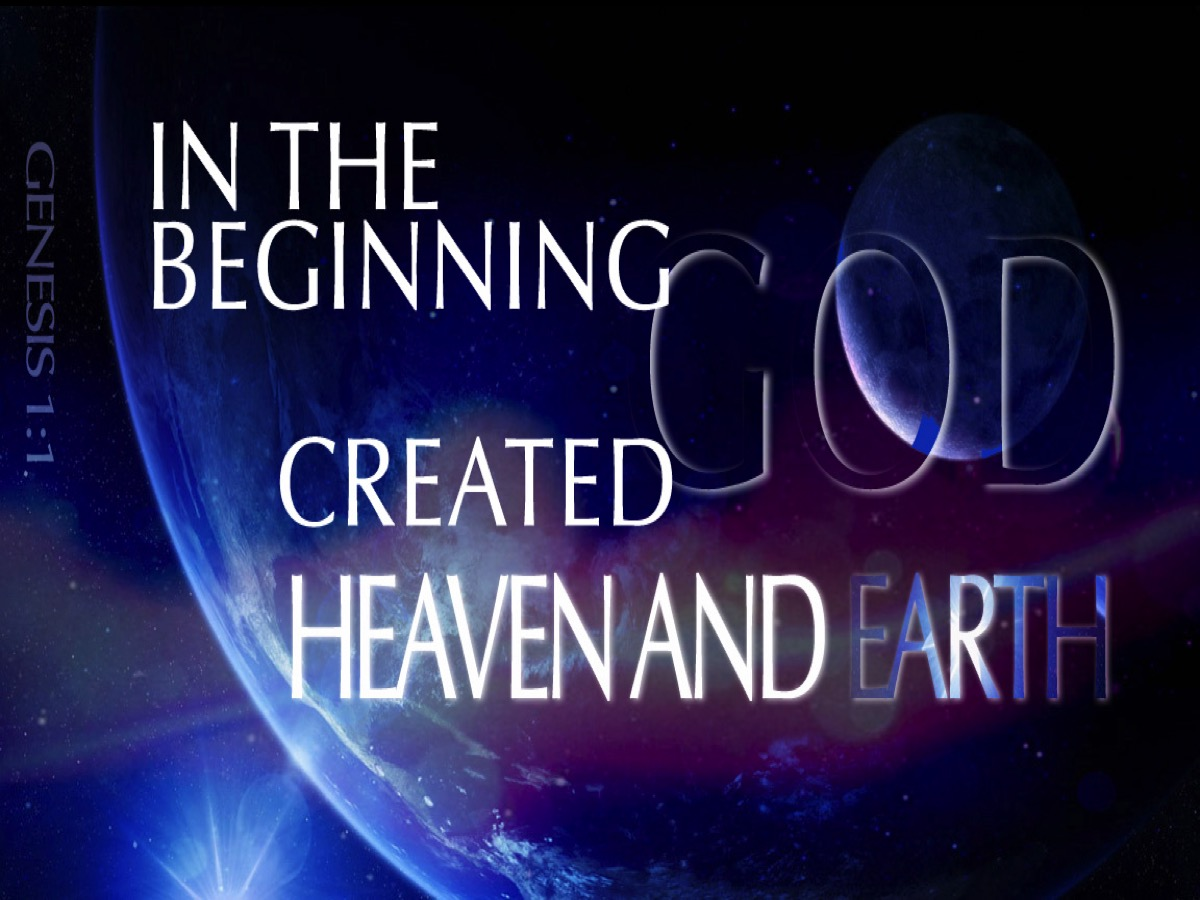 GENESIS 1:1
IN THE
BEGINNING
GOD
CREATED
HEAVEN AND EARTH